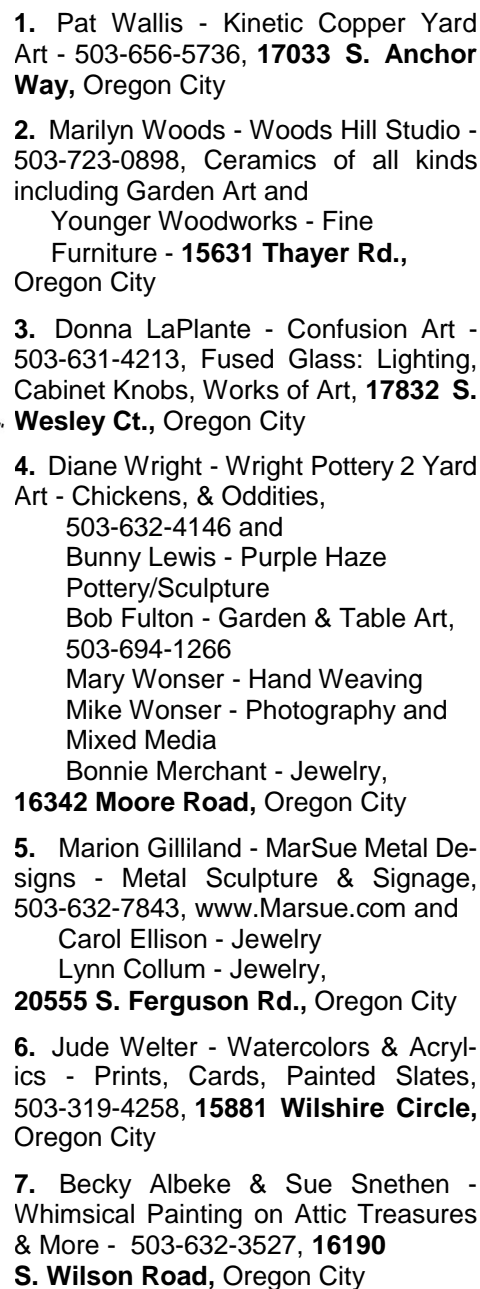 1. Pat Wallis - Kinetic Copper Yard
Art - 503-656-5736, 17033 S. Anchor
Way, Oregon City
2. Marilyn Woods - Woods Hill Studio -
503-723-0898, Ceramics of all kinds
including Garden Art and
Younger Woodworks - Fine
Furniture - 15631 Thayer Rd.,
Oregon City
3. Donna LaPlante - Confusion Art -
503-631-4213, Fused Glass: Lighting,
Cabinet Knobs, Works of Art, 17832 S.
Wesley Ct., Oregon City
4. Diane Wright - Wright Pottery 2 Yard
Art - Chickens, & Oddities,
503-632-4146 and
Bunny Lewis - Purple Haze
Pottery/Sculpture
Bob Fulton - Garden & Table Art,
503-694-1266
Mary Wonser - Hand Weaving
Mike Wonser - Photography and
Mixed Media
Bonnie Merchant - Jewelry,
16342 Moore Road, Oregon City
5. Marion Gilliland - MarSue Metal De-
signs - Metal Sculpture & Signage,
503-632-7843, www.Marsue.com and
Carol Ellison - Jewelry
Lynn Collum - Jewelry,
20555 S. Ferguson Rd., Oregon City
6. Jude Welter - Watercolors & Acryl-
ics - Prints, Cards, Painted Slates,
503-319-4258, 15881 Wilshire Circle,
Oregon City
7. Becky Albeke & Sue Snethen -
Whimsical Painting on Attic Treasures
& More - 503-632-3527, 16190
S. Wilson Road, Oregon City